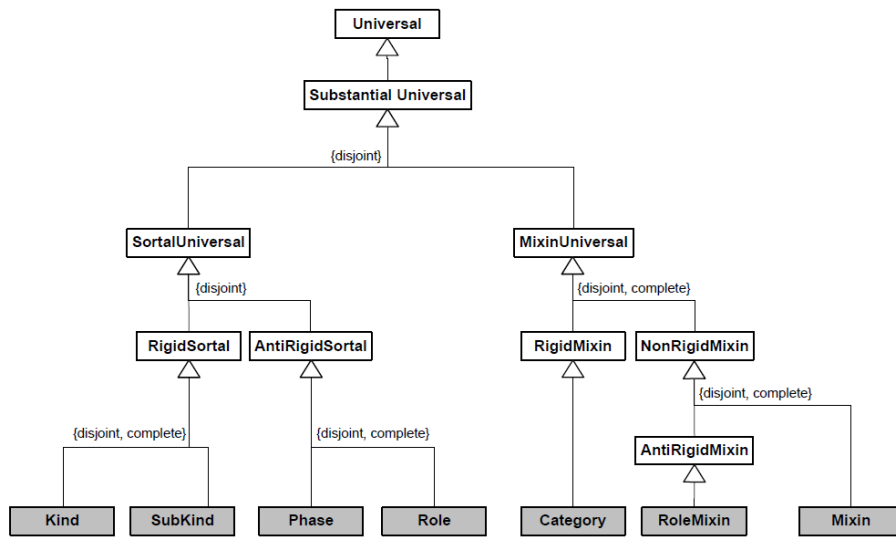 Universal
Substantial Universal
{disjoint}
SortalUniversal
MixinUniversal
{disjoint}
{disjoint, complete}
RigidSortal
AntiRigidSortal
RigidMixin
NonRigidMixin
{disjoint, complete}
{disjoint, complete}
{disjoint, complete}
AntiRigidMixin
Kind
SubKind
Phase
Role
Category
RoleMixin
Mixin